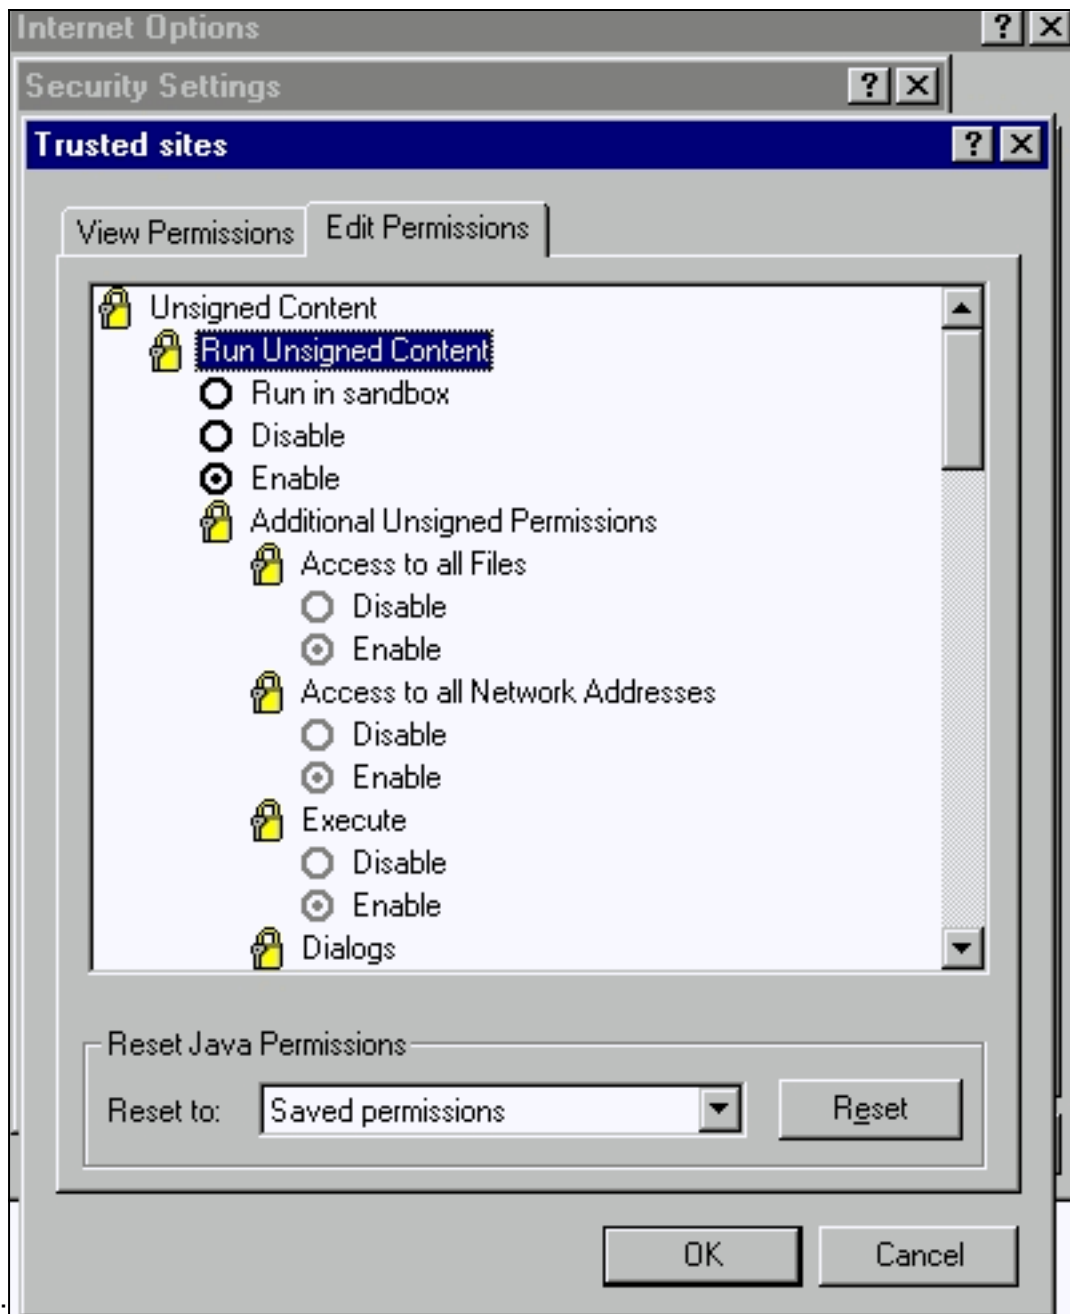 Internet Options
Security Settings
Trusted sites
View Permissions Edit Permissions
Unsigned Content
Run Unsigned Content
Run in sandbox
Disable
Enable
Additional Unsigned Permissions
Access to all Files
Disable
Enable
Access to all Network Addresses
Disable
Enable
Execute
Disable
Enable
Dialogs
Reset Java Permissions
Reset to: Saved permissions Reset
OK Cancel
.